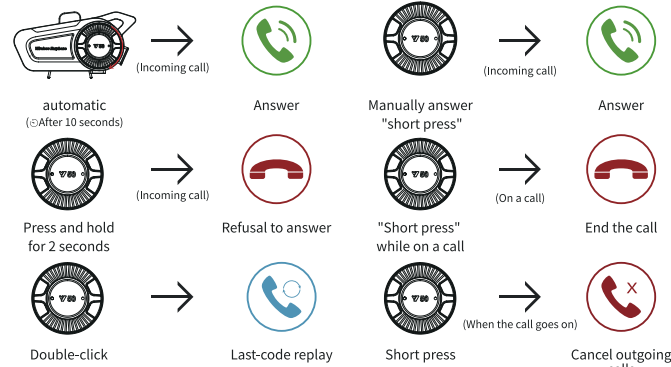 (Incoming call)
automatic
(After 10 seconds)
Answer
(Incoming call)
Manually answer
"short press"
Answer
(Incoming call)
Press and hold
for 2 seconds
Refusal to answer
(On a call)
"Short press"
while on a call
End the call
Double-click
Last-code replay
(When the call goes on)
Short press
Cancel outgoing